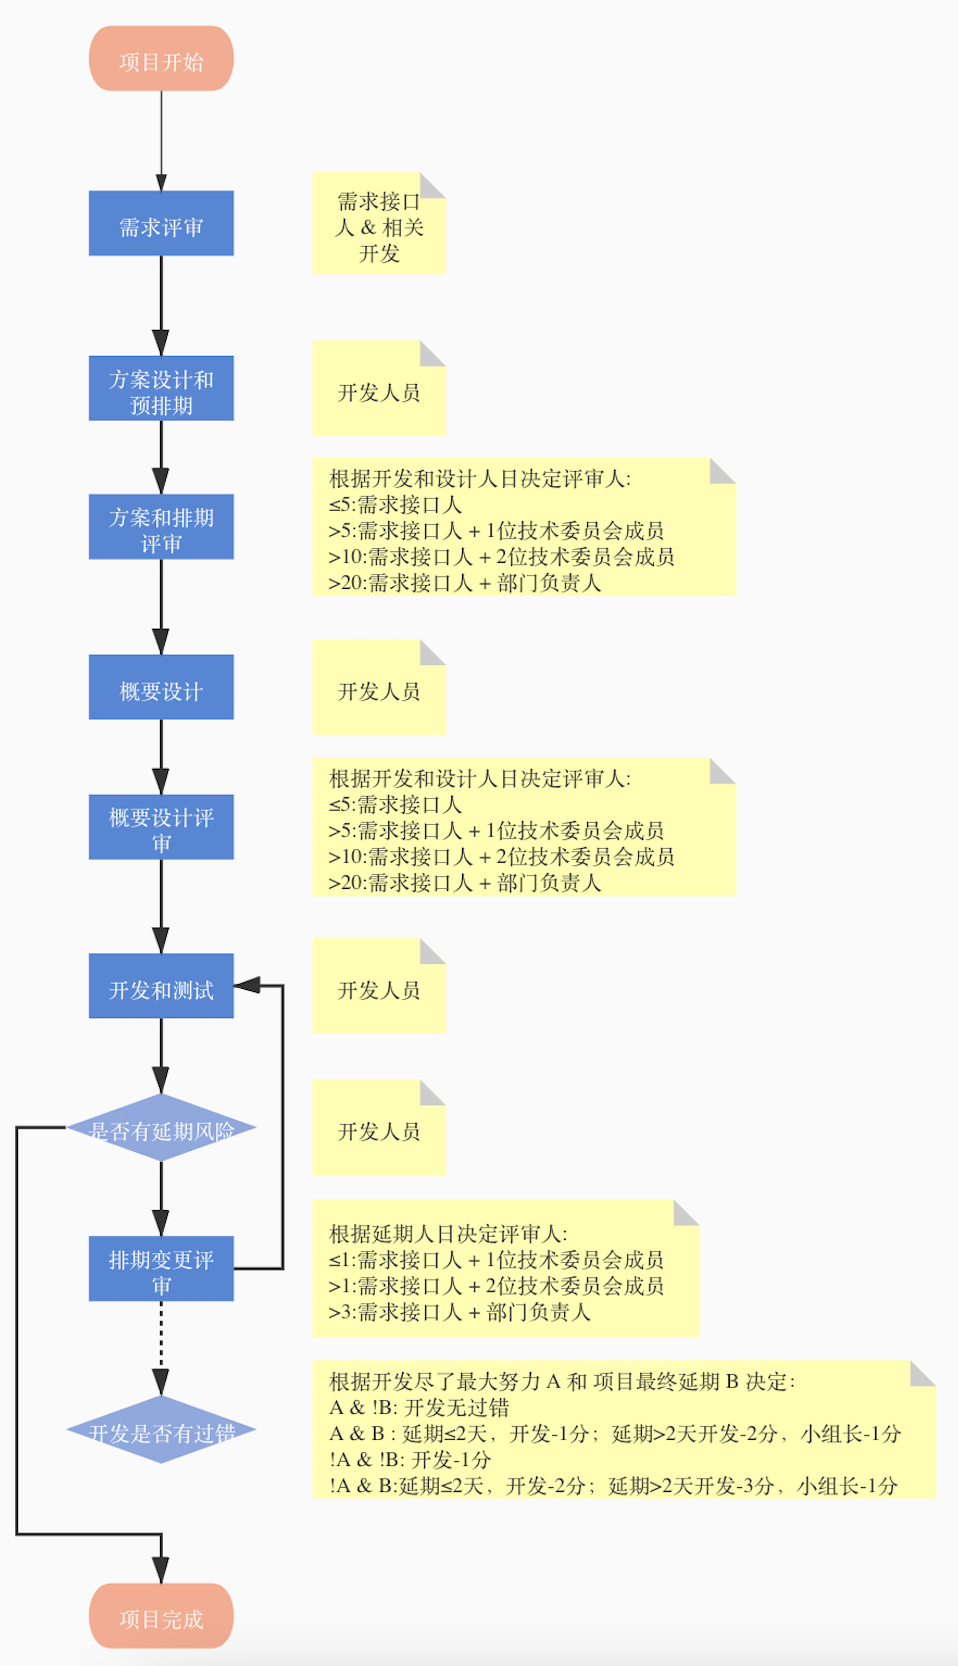 项目开始
需求评审
需求接口
人 & 相关
开发
方案设计和
预排期
开发人员
方案和排期
评审
根据开发和设计人日决定评审人:
≤5:需求接口人
>5:需求接口人 + 1位技术委员会成员
>10:需求接口人 + 2位技术委员会成员
>20:需求接口人 + 部门负责人
概要设计
开发人员
概要设计评
审
根据开发和设计人日决定评审人:
≤5:需求接口人
>5:需求接口人 + 1位技术委员会成员
>10:需求接口人 + 2位技术委员会成员
>20:需求接口人 + 部门负责人
开发和测试
开发人员
是否有延期风险
开发人员
排期变更评
审
根据延期人日决定评审人:
≤1:需求接口人 + 1位技术委员会成员
>1:需求接口人 + 2位技术委员会成员
>3:需求接口人 + 部门负责人
开发是否有过错
根据开发尽了最大努力 A 和 项目最终延期 B 决定:
A & !B: 开发无过错
A & B : 延期≤2天，开发-1分；延期>2天开发-2分，小组长-1分
!A & !B: 开发-1分
!A & B:延期≤2天，开发-2分；延期>2天开发-3分，小组长-1分
项目完成